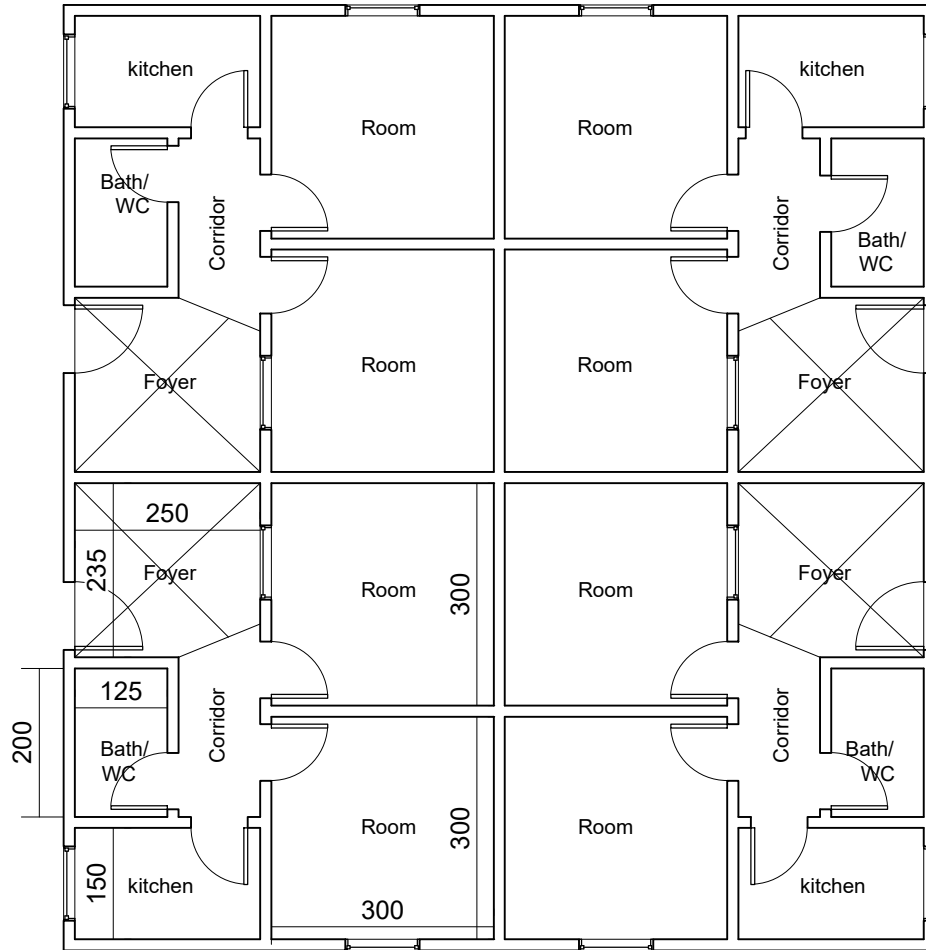 kitchen
kitchen
Room
Room
Bath/
WC
Corridor
Corridor
Bath/
WC
Room
Room
Foyer
Foyer
250
235
Foyer
Room
300
Room
Foyer
125
200
Corridor
Corridor
Bath/
WC
Bath/
WC
Room
300
Room
150
kitchen
kitchen
300